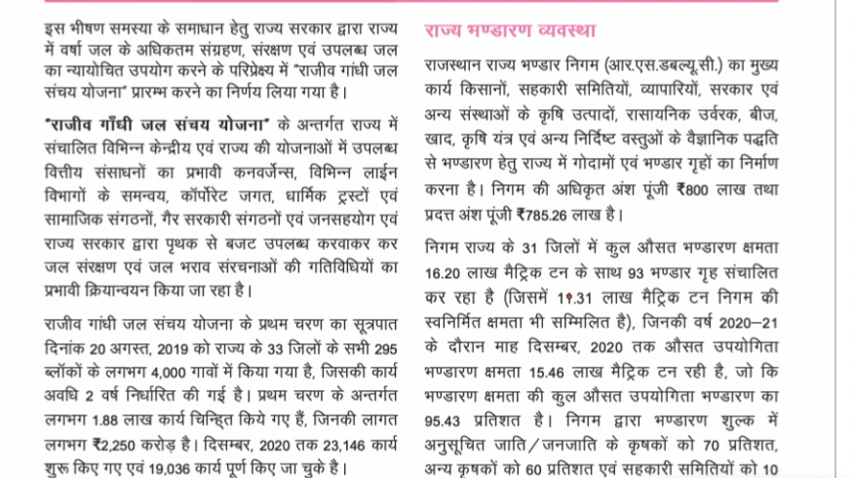 इस भीषण समस्या के समाधान हेतु राज्य सरकार द्वारा राज्य
में वर्षा जल के अधिकतम संग्रहण, संरक्षण एवं उपलब्ध जल
का न्यायोचित उपयोग करने के परिप्रेक्ष्य में "राजीव गांधी जल
संचय योजना" प्रारम्भ करने का निर्णय लिया गया है।
"राजीव गाँधी जल संचय योजना" के अन्तर्गत राज्य में
संचालित विभिन्न केन्द्रीय एवं राज्य की योजनाओं में उपलब्ध
वित्तीय संसाधनों का प्रभावी कनवर्जेन्स, विभिन्न लाईन
विभागों के समन्वय, कॉर्पोरेट जगत, धार्मिक ट्रस्टों एवं
सामाजिक संगठनों, गैर सरकारी संगठनों एवं जनसहयोग एवं
राज्य सरकार द्वारा पृथक से बजट उपलब्ध करवाकर कर
जल संरक्षण एवं जल भराव संरचनाओं की गतिविधियों का
प्रभावी क्रियान्वयन किया जा रहा है।
राजीव गांधी जल संचय योजना के प्रथम चरण का सूत्रपात
दिनांक 20 अगस्त, 2019 को राज्य के 33 जिलों के सभी 295
ब्लॉकों के लगभग 4,000 गावों में किया गया है, जिसकी कार्य
अवधि 2 वर्ष निर्धारित की गई है। प्रथम चरण के अन्तर्गत
लगभग 1.88 लाख कार्य चिन्हित किये गए हैं, जिनकी लागत
लगभग ₹2,250 करोड़ है। दिसम्बर, 2020 तक 23,146 कार्य
शुरू किए गए एवं 19,036 कार्य पूर्ण किए जा चुके है।
राज्य भण्डारण व्यवस्था
राजस्थान राज्य भण्डार निगम (आर.एस.डबल्यू.सी.) का मुख्य
कार्य किसानों, सहकारी समितियों, व्यापारियों, सरकार एवं
अन्य संस्थाओं के कृषि उत्पादों, रासायनिक उर्वरक, बीज,
खाद, कृषि यंत्र एवं अन्य निर्दिष्ट वस्तुओं के वैज्ञानिक पद्धति
से भण्डारण हेतु राज्य में गोदामों एवं भण्डार गृहों का निर्माण
करना है। निगम की अधिकृत अंश पूंजी ₹800 लाख तथा
प्रदत्त अंश पूंजी ₹785.26 लाख है।
निगम राज्य के 31 जिलों में कुल औसत भण्डारण क्षमता
16.20 लाख मैट्रिक टन के साथ 93 भण्डार गृह संचालित
कर रहा है (जिसमें 11.31 लाख मैट्रिक टन निगम की
स्वनिर्मित क्षमता भी सम्मिलित है), जिनकी वर्ष 2020–21
के दौरान माह दिसम्बर, 2020 तक औसत उपयोगिता
भण्डारण क्षमता 15.46 लाख मैट्रिक टन रही है, जो कि
भण्डारण क्षमता की कुल औसत उपयोगिता भण्डारण का
95.43 प्रतिशत है। निगम द्वारा भण्डारण शुल्क में
अनुसूचित जाति/जनजाति के कृषकों को 70 प्रतिशत,
अन्य कृषकों को 60 प्रतिशत एवं सहकारी समितियों को 10